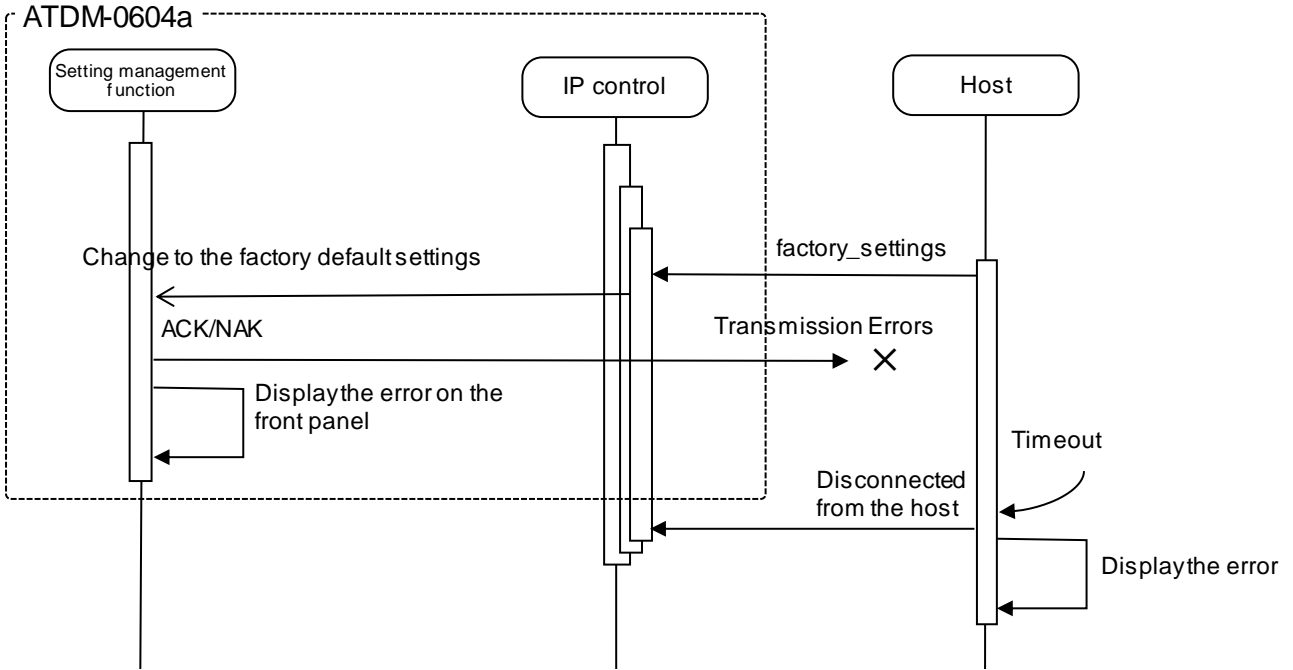 ATDM-0604a
Setting management
function
IP control
Host
Change to the factory default settings
factory_settings
ACK/NAK
Transmission Errors
Display the error on the
front panel
Timeout
Disconnected
from the host
Display the error